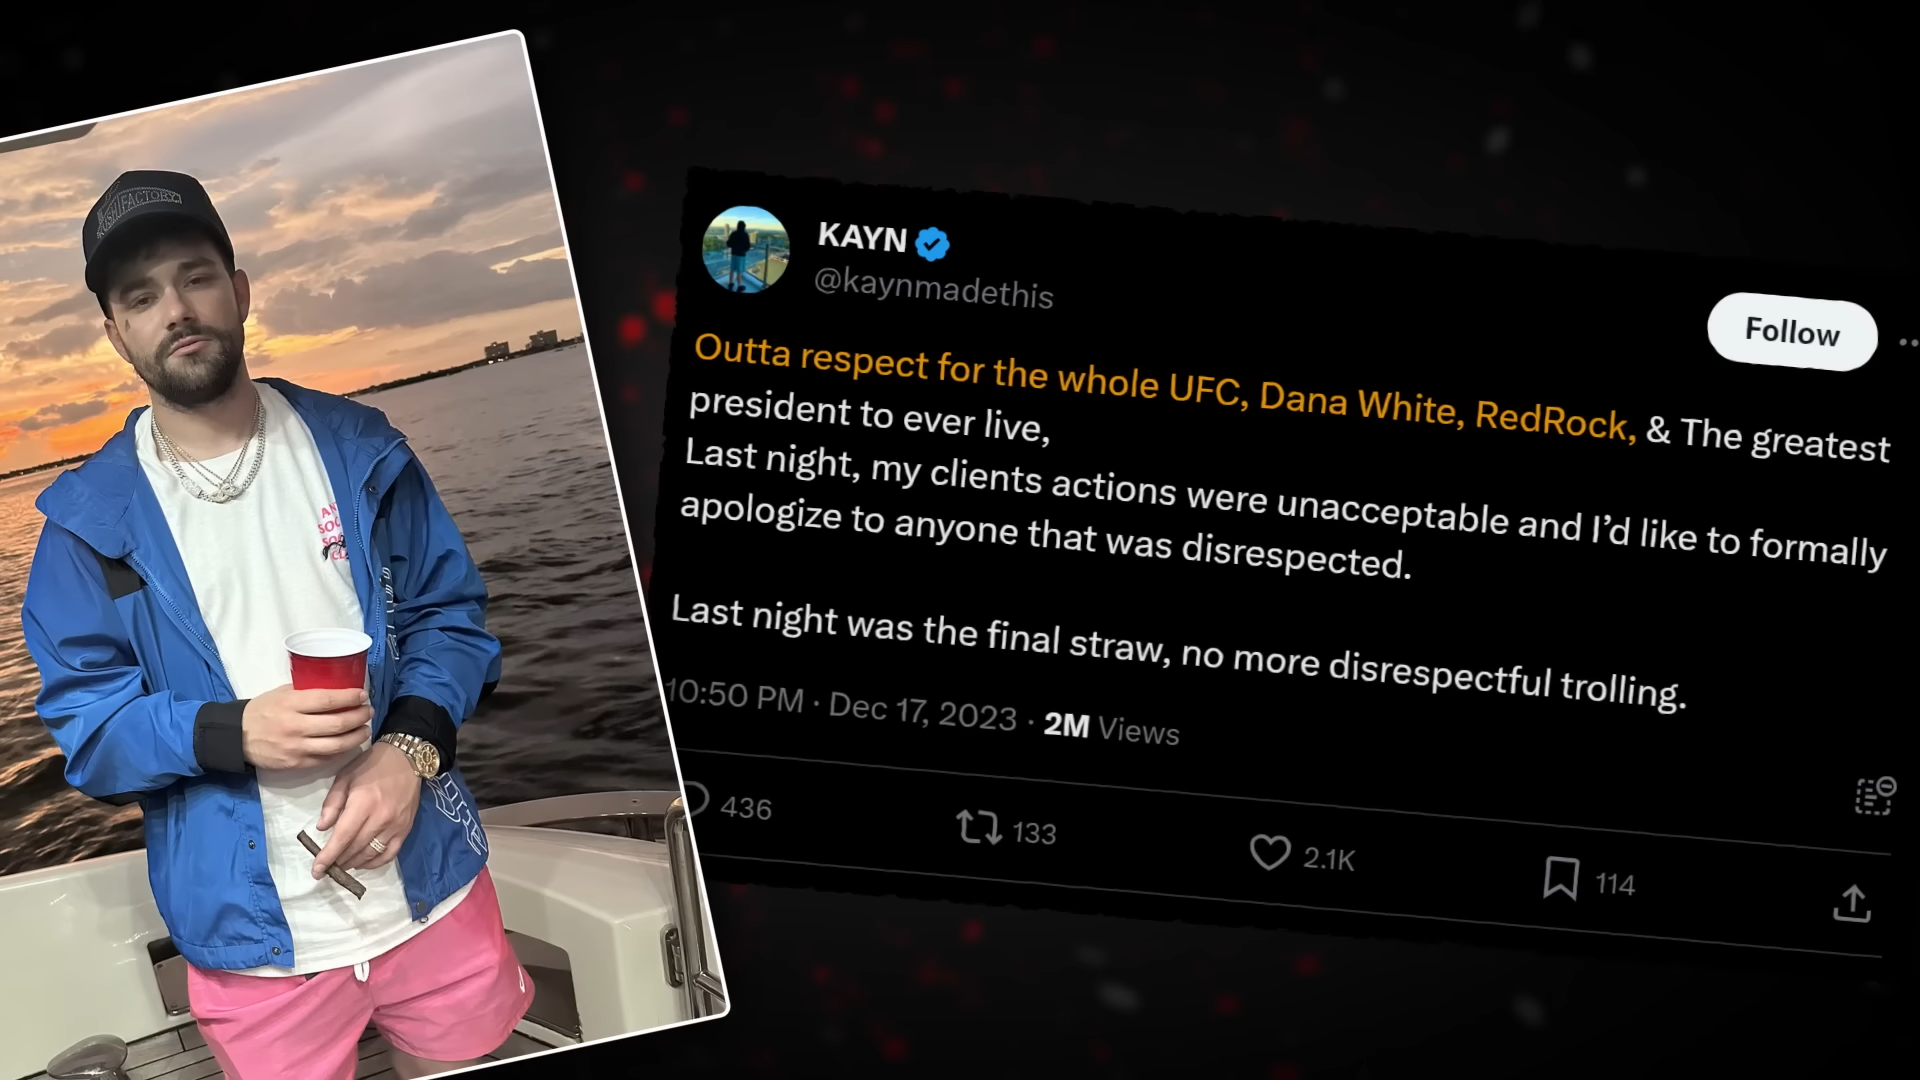 FACTORY
KAYN
@kaynmadethis
Follow
Outta respect for the whole UFC, Dana White, RedRock, & The greatest
president to ever live,
Last night, my clients actions were unacceptable and I’d like to formally
apologize to anyone that was disrespected.
Last night was the final straw, no more disrespectful trolling.
10:50 PM · Dec 17, 2023 · 2M Views
436
133
2.1K
114